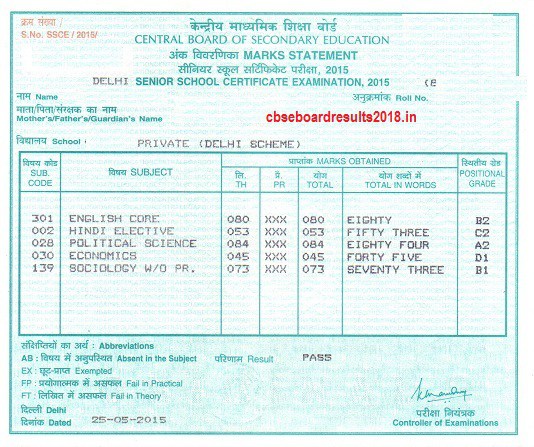 क्रम संख्या /
S.No. SSCE / 2015/
केन्द्रीय माध्यमिक शिक्षा बोर्ड
CENTRAL BOARD OF SECONDARY EDUCATION
अंक विवरणिका MARKS STATEMENT
सीनियर स्कूल सर्टिफिकेट परीक्षा, 2015
DELHI SENIOR SCHOOL CERTIFICATE EXAMINATION, 2015
नाम Name
अनुक्रमांक Roll No.
माता/पिता/संरक्षक का नाम
Mother's/Father's/Guardian's Name
cbseboardresults2018.in
विद्यालय School : PRIVATE (DELHI SCHEME)
विषय कोड SUB. CODE विषय SUBJECT प्राप्तांक MARKS OBTAINED स्थितीय ग्रेड POSITIONAL GRADE
लि. TH प्रै. PR योग TOTAL योग शब्दों में TOTAL IN WORDS
301 ENGLISH CORE 080 XXX 080 EIGHTY B2
002 HINDI ELECTIVE 053 XXX 053 FIFTY THREE C2
028 POLITICAL SCIENCE 084 XXX 084 EIGHTY FOUR A2
030 ECONOMICS 045 XXX 045 FORTY FIVE D1
139 SOCIOLOGY W/O PR. 073 XXX 073 SEVENTY THREE B1
संक्षिप्तियों का अर्थ : Abbreviations
AB : विषय में अनुपस्थित Absent in the Subject परिणाम Result PASS
EX : छूट-प्राप्त Exempted
FP : प्रयोगात्मक में असफल Fail in Practical
FT : लिखित में असफल Fail in Theory
दिल्ली Delhi
दिनांक Dated 25-05-2015
परीक्षा नियंत्रक
Controller of Examinations